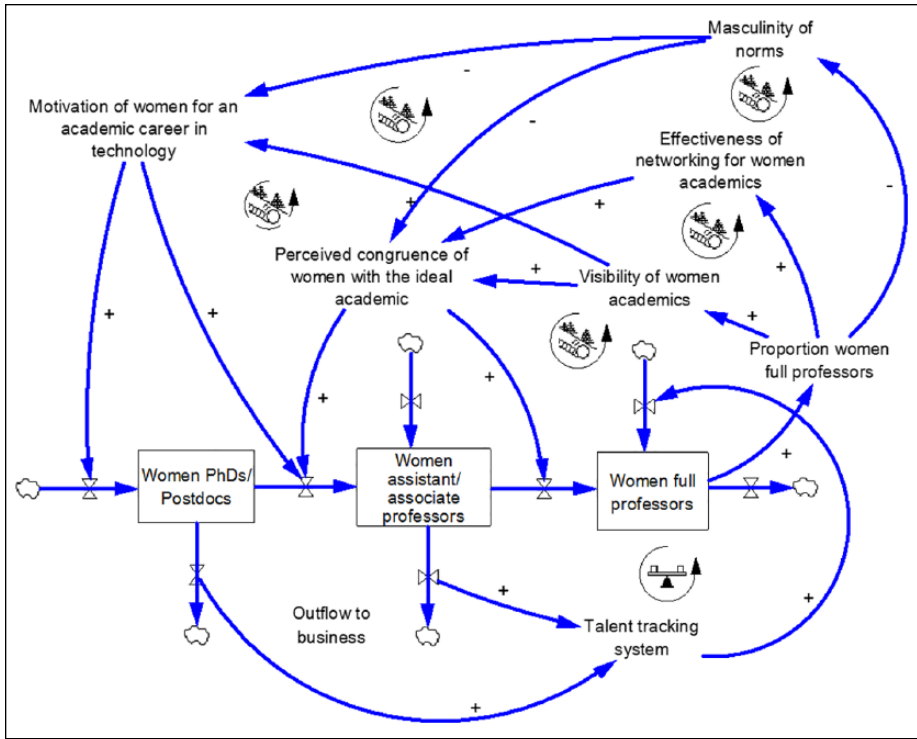 Masculinity of
norms
-
Motivation of women for an
academic career in
technology
-
Effectiveness of
networking for women
academics
-
+
+
Perceived congruence of
women with the ideal
academic
+
Visibility of women
academics
+
+
+
+
Proportion women
full professors
+
+
+
Women PhDs/
Postdocs
Women
assistant/
associate
professors
Women full
professors
+
+
Outflow to
business
Talent tracking
system
+
+